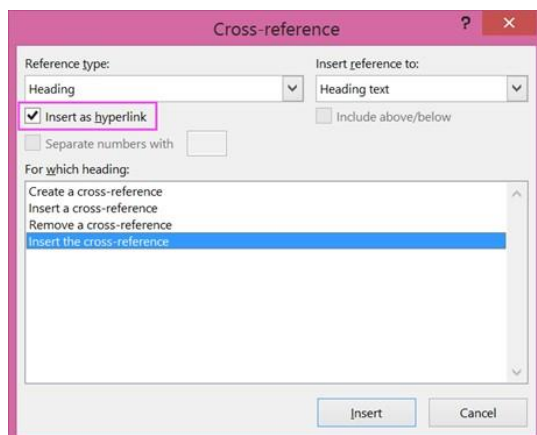 Cross-reference ? ×
Reference type: Insert reference to:
Heading Heading text
Insert as hyperlink Include above/below
Separate numbers with
For which heading:
Create a cross-reference
Insert a cross-reference
Remove a cross-reference
Insert the cross-reference
Insert Cancel